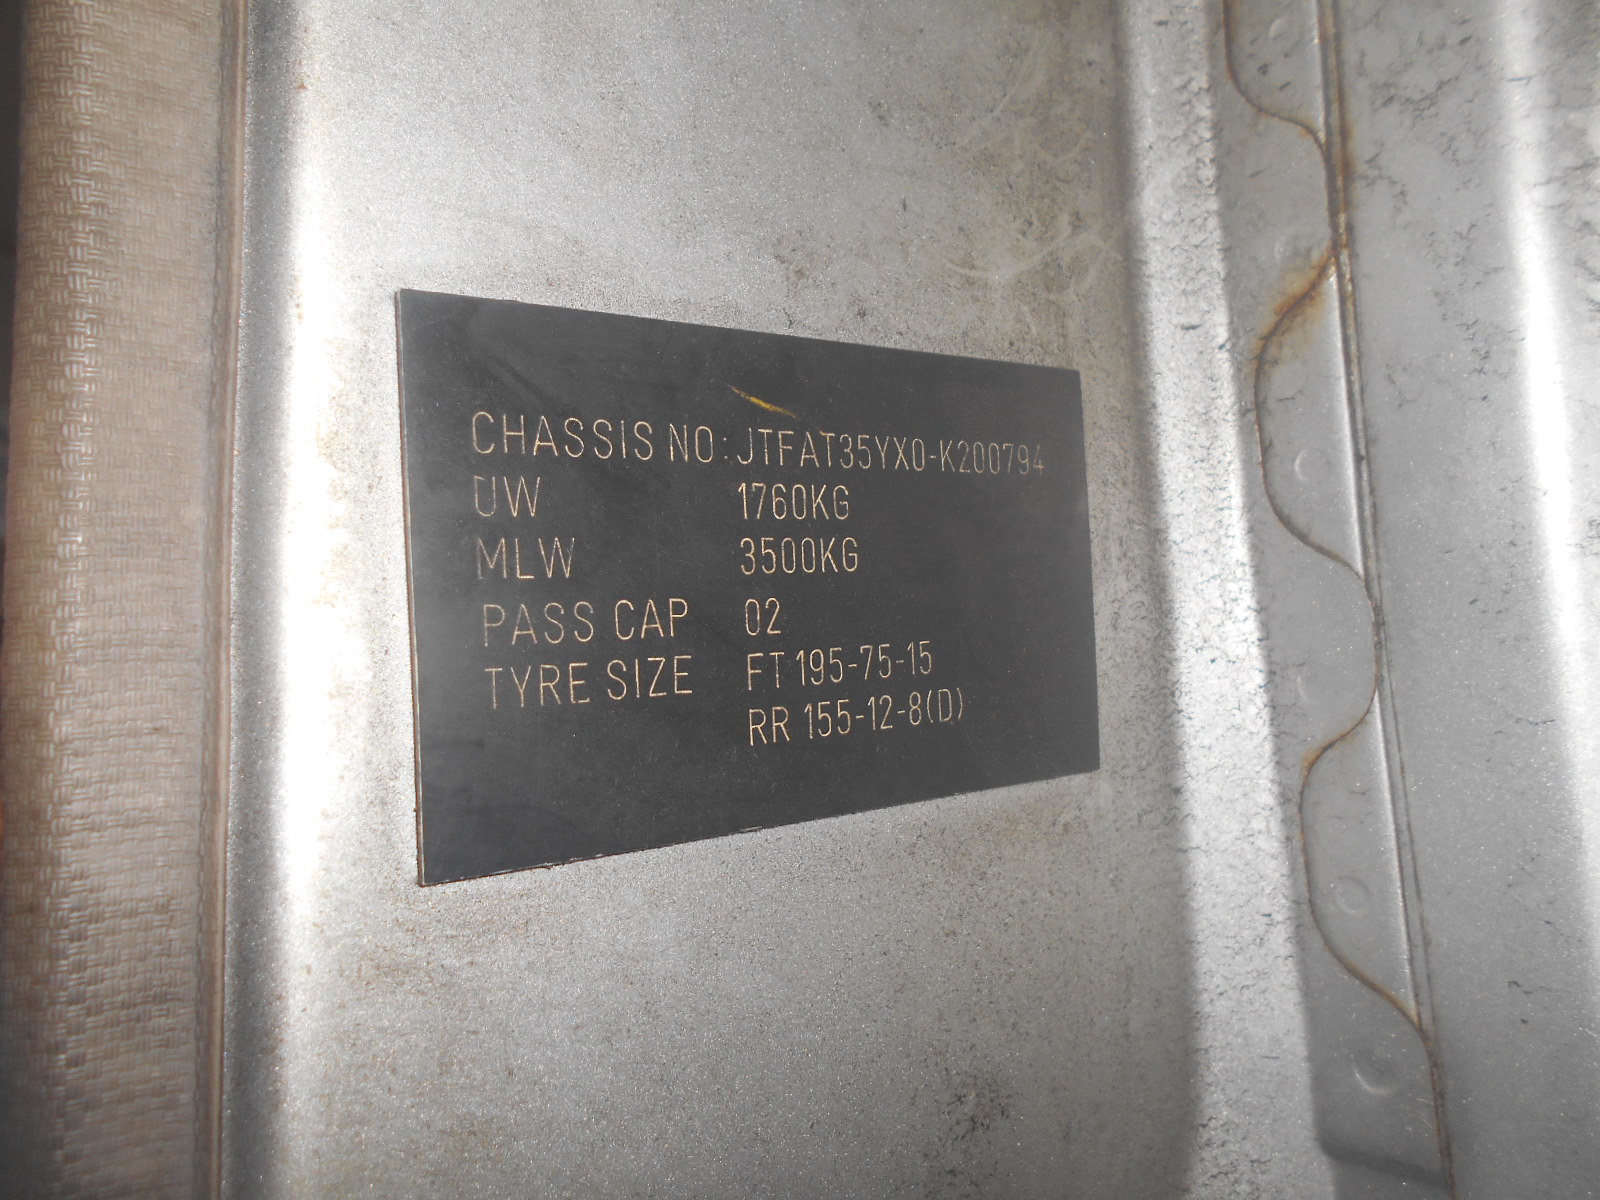 CHASSIS NO: JTFAT35YX0-K200794
UW 1760KG
MLW 3500KG
PASS CAP 02
TYRE SIZE FT 195-75-15
RR 155-12-8(D)